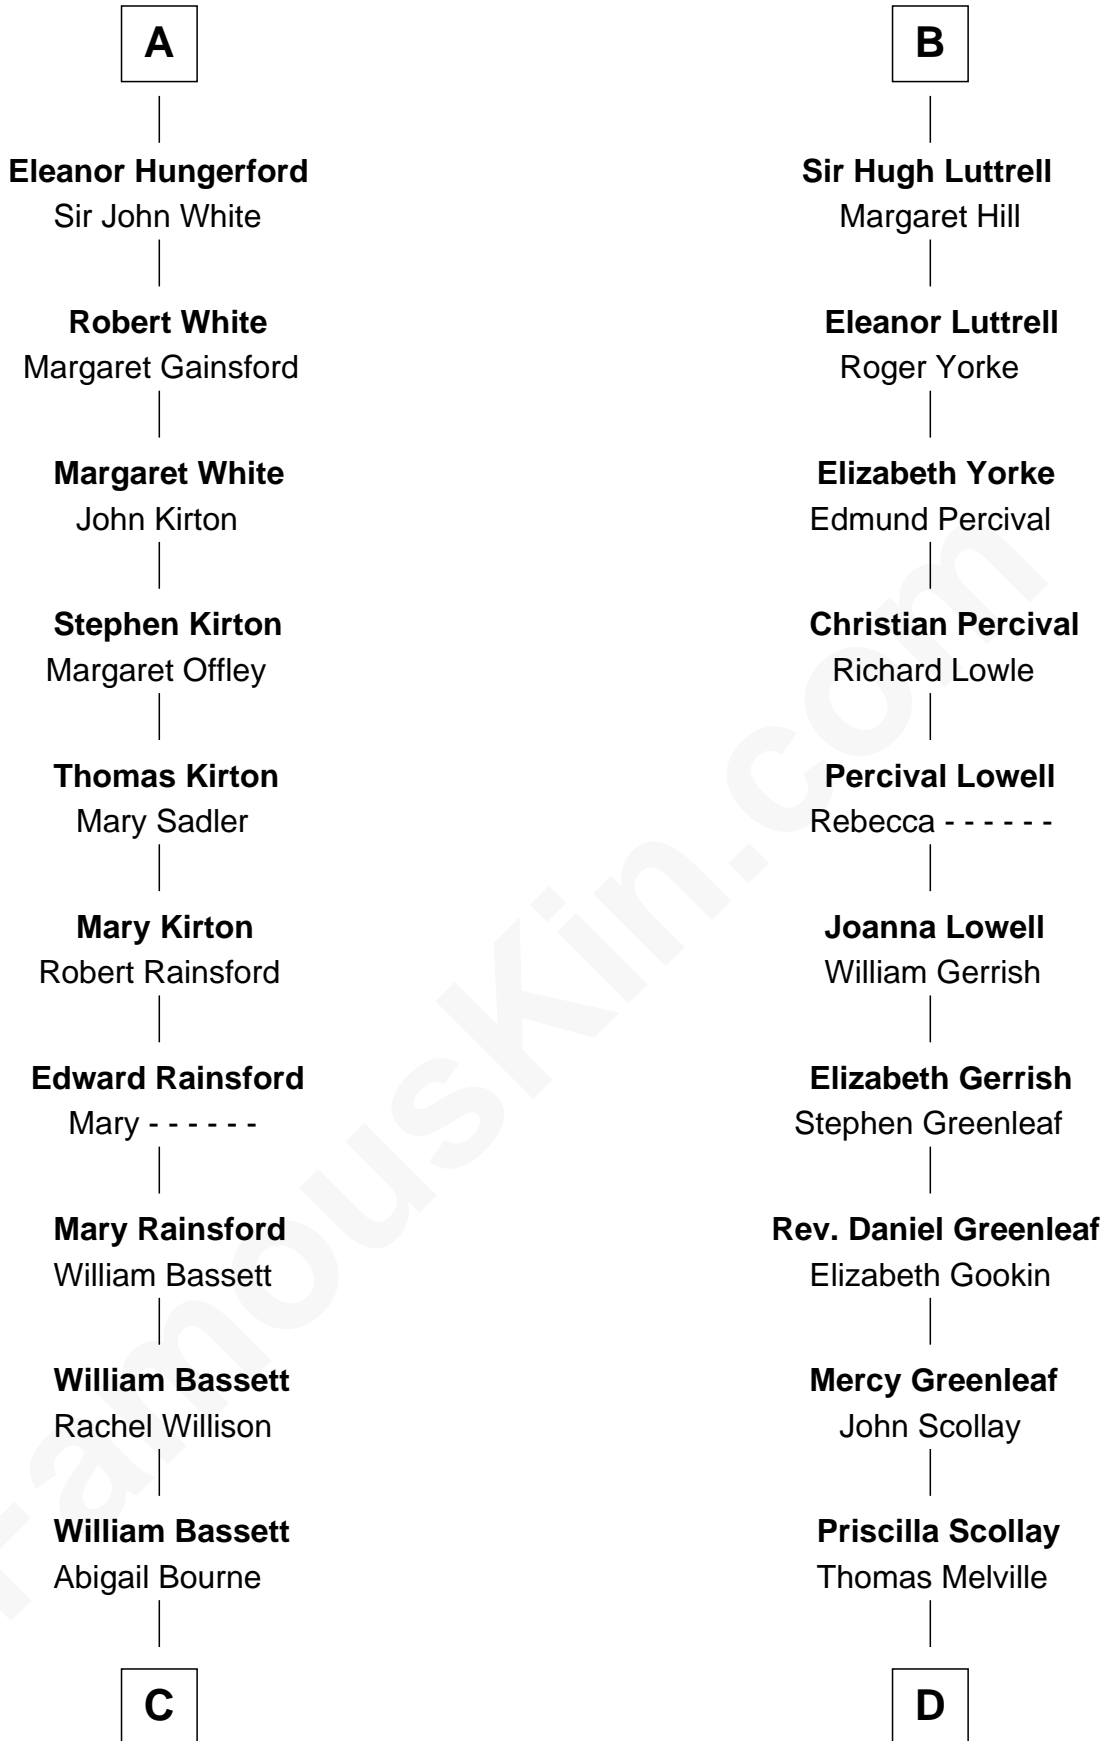 A
Eleanor Hungerford
Sir John White
Robert White
Margaret Gainsford
Margaret White
John Kirton
Stephen Kirton
Margaret Offley
Thomas Kirton
Mary Sadler
Mary Kirton
Robert Rainsford
Edward Rainsford
Mary - - - - - -
Mary Rainsford
William Bassett
William Bassett
Rachel Willison
William Bassett
Abigail Bourne
C
B
Sir Hugh Luttrell
Margaret Hill
Eleanor Luttrell
Roger Yorke
Elizabeth Yorke
Edmund Percival
Christian Percival
Richard Lowle
Percival Lowell
Rebecca - - - - - -
Joanna Lowell
William Gerrish
Elizabeth Gerrish
Stephen Greenleaf
Rev. Daniel Greenleaf
Elizabeth Gookin
Mercy Greenleaf
John Scollay
Priscilla Scollay
Thomas Melville
D
FamousKin.com